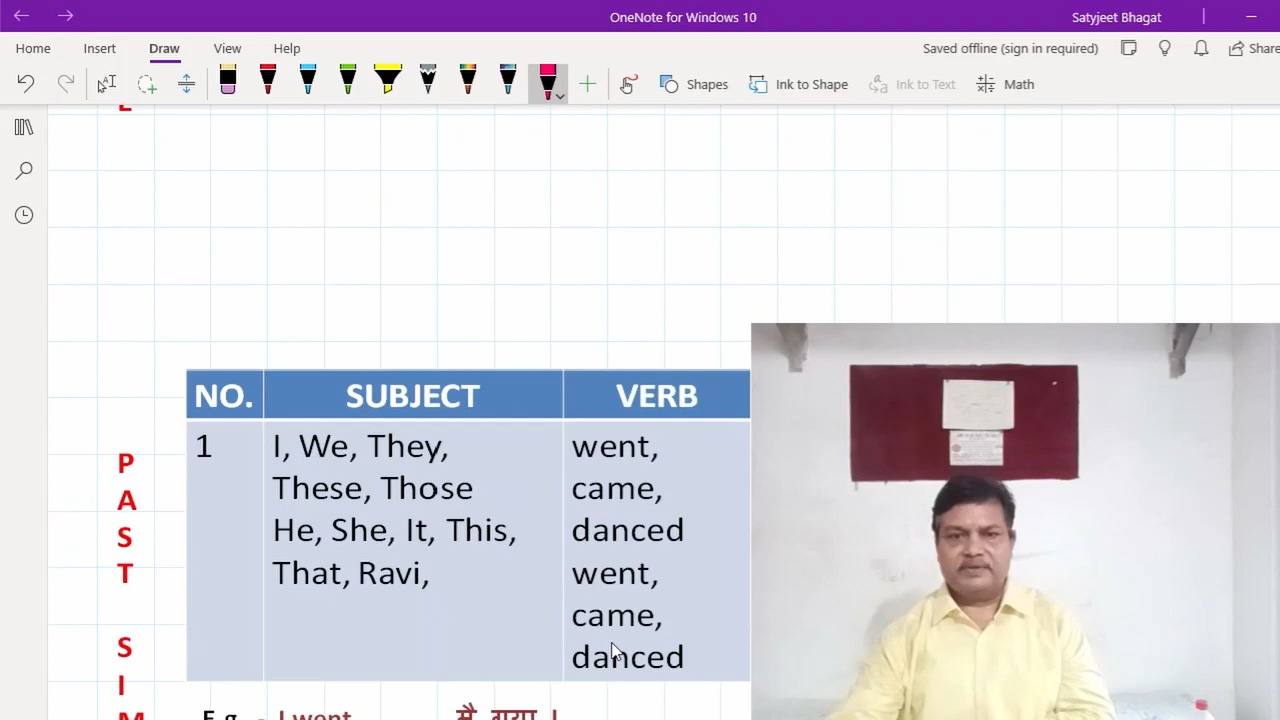 OneNote for Windows 10
Satyjeet Bhagat
Home Insert Draw View Help
Saved offline (sign in required)
Share
Shapes
Ink to Shape
Ink to Text
Math
E
NO. SUBJECT VERB
1 I, We, They, went,
These, Those came,
He, She, It, This, danced
That, Ravi, went,
came,
danced
P
A
S
T
S
I
M
E.g. - I went मै गया ।